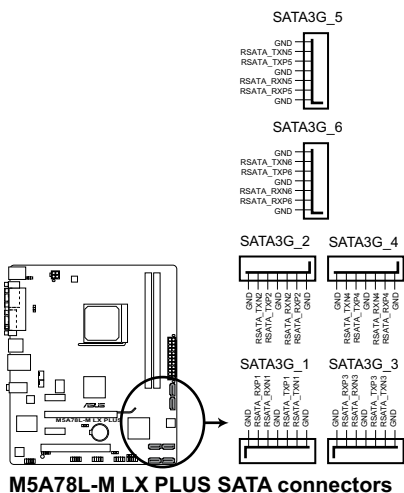 SATA3G_5
GND
RSATA_TXN5
RSATA_TXP5
GND
RSATA_RXN5
RSATA_RXP5
GND
SATA3G_6
GND
RSATA_TXN6
RSATA_TXP6
GND
RSATA_RXN6
RSATA_RXP6
GND
SATA3G_2
GND
RSATA_TXN2
RSATA_TXP2
GND
RSATA_RXN2
RSATA_RXP2
GND
SATA3G_4
GND
RSATA_TXN4
RSATA_TXP4
GND
RSATA_RXN4
RSATA_RXP4
GND
SATA3G_1
GND
RSATA_RXP1
RSATA_RXN1
GND
RSATA_TXP1
RSATA_TXN1
GND
SATA3G_3
GND
RSATA_RXP3
RSATA_RXN3
GND
RSATA_TXP3
RSATA_TXN3
GND
ASUS
M5A78L-M LX PLUS
M5A78L-M LX PLUS SATA connectors